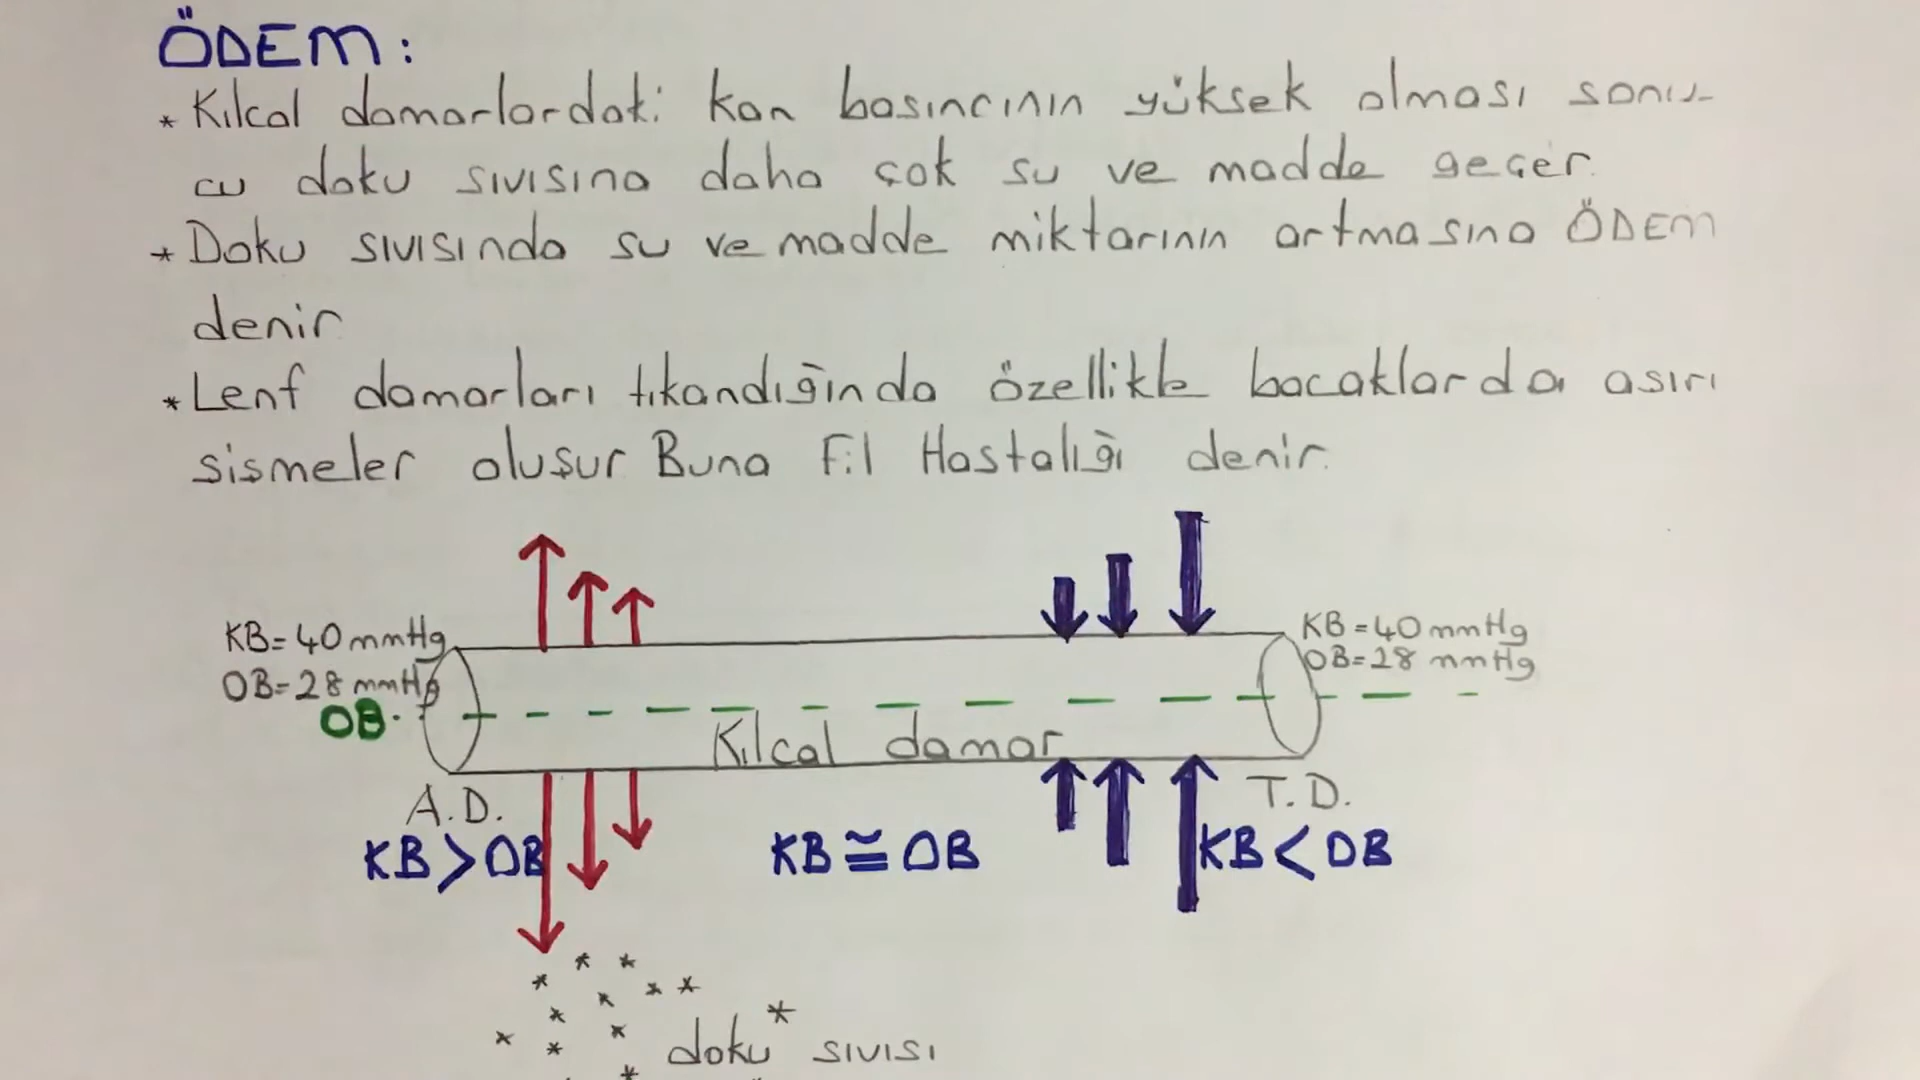 ÖDEM:
* Kılcal damarlardaki kan basıncının yüksek olması sonu-
cu doku sıvısına daha çok su ve madde geçer.
* Doku sıvısında su ve madde miktarının artmasına ÖDEM
denir
* Lenf damarları tıkandığında özellikle bacaklarda aşırı
şişmeler oluşur Buna Fil Hastalığı denir.
KB=40 mmHg
OB=28 mmHg
OB
KB=40 mmHg
OB=28 mmHg
Kılcal damar
A.D.
T.D.
KB>OB
KB≅OB
KB<OB
doku sıvısı